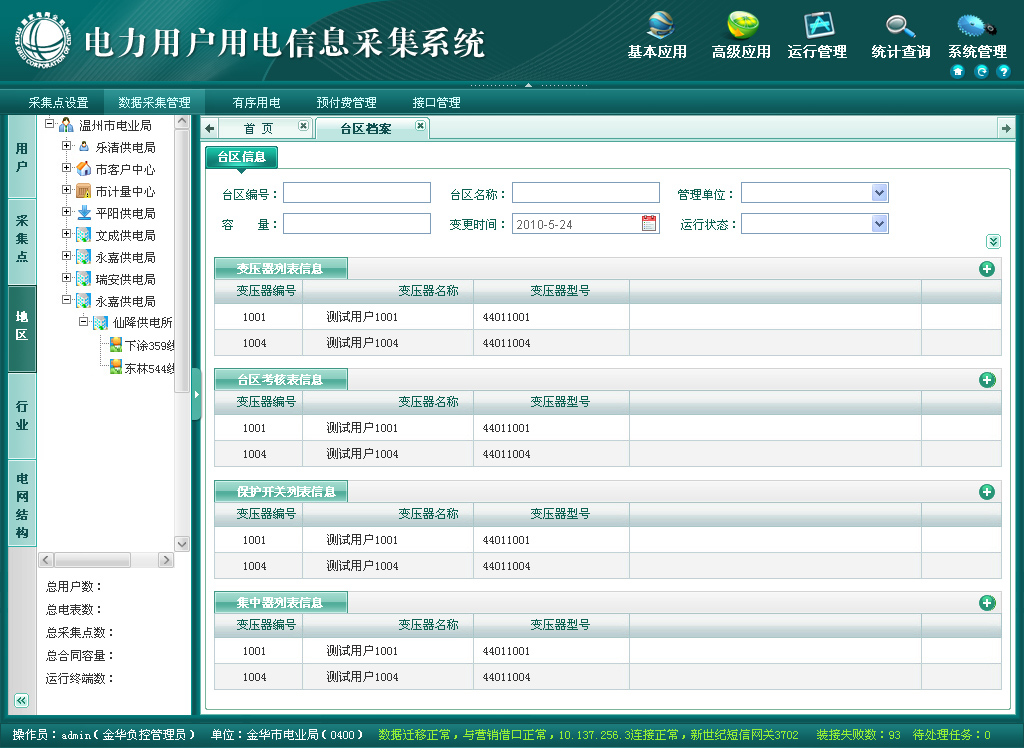 电力用户用电信息采集系统
基本应用 高级应用 运行管理 统计查询 系统管理
采集点设置 数据采集管理 有序用电 预付费管理 接口管理
首 页 台区档案
用户
采集点
地区
行业
电网结构
温州市电业局
乐渚供电局
市客户中心
市计量中心
平阳供电局
文成供电局
永嘉供电局
瑞安供电局
永嘉供电局
仙降供电所
下涂359线
东林544线
总用户数：
总电表数：
总采集点数：
总合同容量：
运行终端数：
台区信息
台区编号： 台区名称： 管理单位：
容 量： 变更时间： 2010-5-24 运行状态：
变压器列表信息
变压器编号 变压器名称 变压器型号
1001 测试用户1001 44011001
1004 测试用户1004 44011004
台区考核表信息
变压器编号 变压器名称 变压器型号
1001 测试用户1001 44011001
1004 测试用户1004 44011004
保护开关列表信息
变压器编号 变压器名称 变压器型号
1001 测试用户1001 44011001
1004 测试用户1004 44011004
集中器列表信息
变压器编号 变压器名称 变压器型号
1001 测试用户1001 44011001
1004 测试用户1004 44011004
操作员：admin(金华负控管理员) 单位：金华市电业局(0400) 数据迁移正常，与营销借口正常，10.137.256.3连接正常，新世纪短信网关3702 装接失败数：93 待处理任务：0